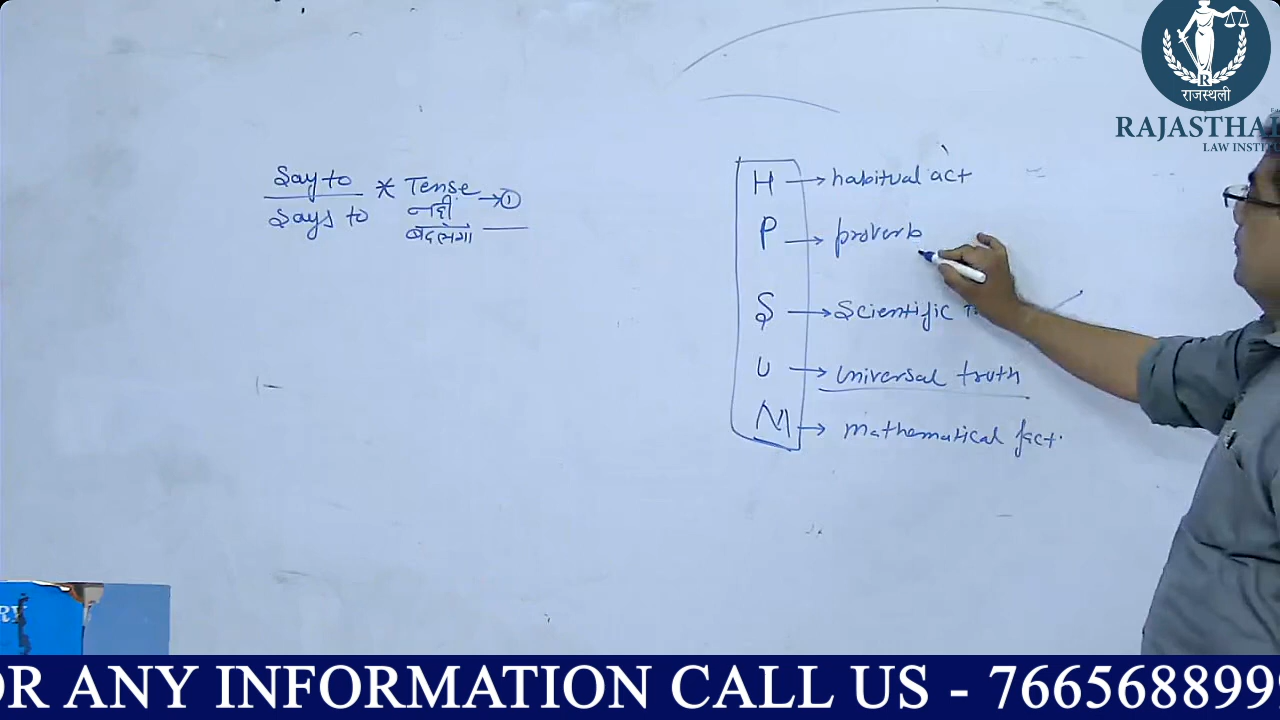 राजस्थली
RAJASTHA
LAW INSTIT
Say to
Says to
* Tense → ①
नही
बदलेगा
H → habitual act
P → proverb
S → Scientific
U → universal truth
M → mathematical fact.
OR ANY INFORMATION CALL US - 766568899